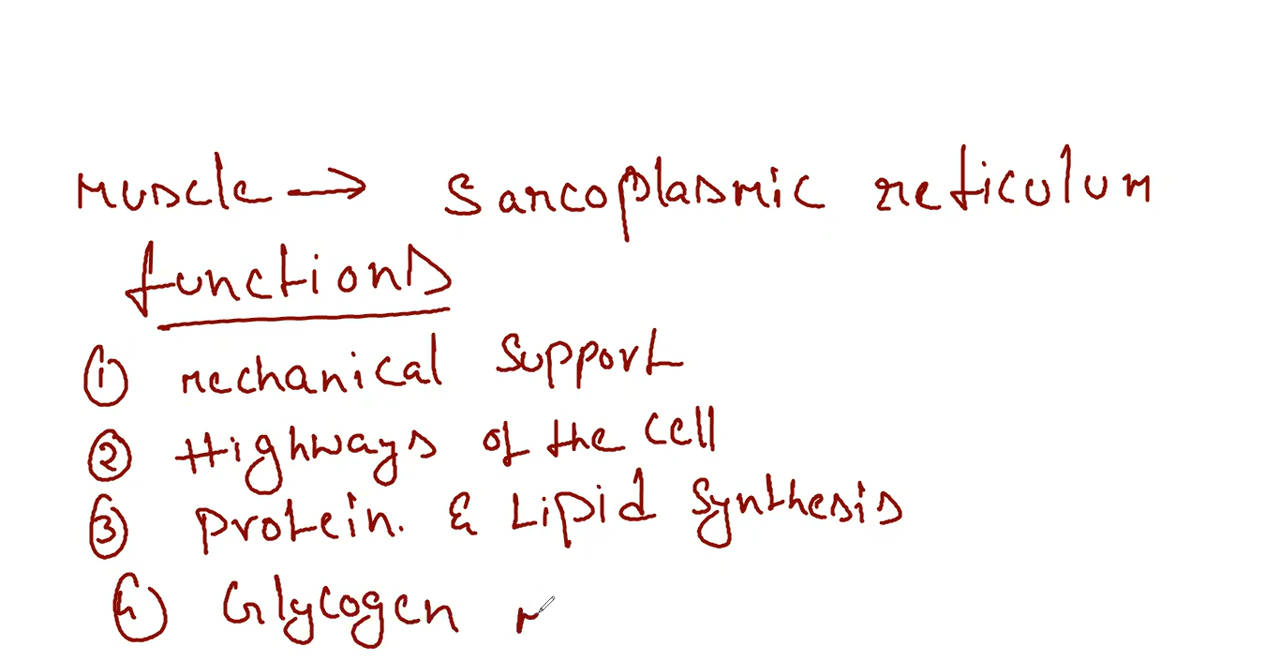 Muscle → Sarcoplasmic reticulum
functions
① Mechanical support
② Highways of the cell
③ Protein. & Lipid synthesis
④ Glycogen